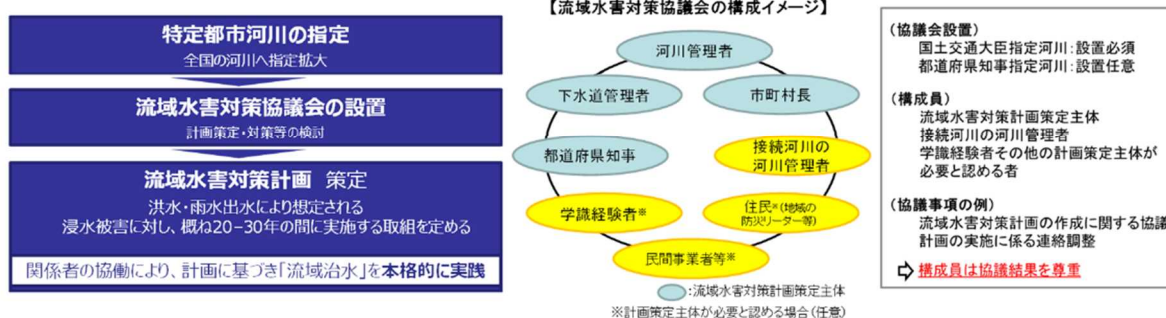 特定都市河川の指定
全国の河川へ指定拡大
流域水害対策協議会の設置
計画策定・対策等の検討
流域水害対策計画 策定
洪水・雨水出水により想定される
浸水被害に対し、概ね20-30年の間に実施する取組を定める
関係者の協働により、計画に基づき「流域治水」を本格的に実践
【流域水害対策協議会の構成イメージ】
河川管理者
下水道管理者
市町村長
都道府県知事
接続河川の
河川管理者
学識経験者※
住民※(地域の
防災リーダー等)
民間事業者等※
:流域水害対策計画策定主体
※計画策定主体が必要と認める場合(任意)
(協議会設置)
国土交通大臣指定河川:設置必須
都道府県知事指定河川:設置任意
(構成員)
流域水害対策計画策定主体
接続河川の河川管理者
学識経験者その他の計画策定主体が
必要と認める者
(協議事項の例)
流域水害対策計画の作成に関する協議
計画の実施に係る連絡調整
構成員は協議結果を尊重